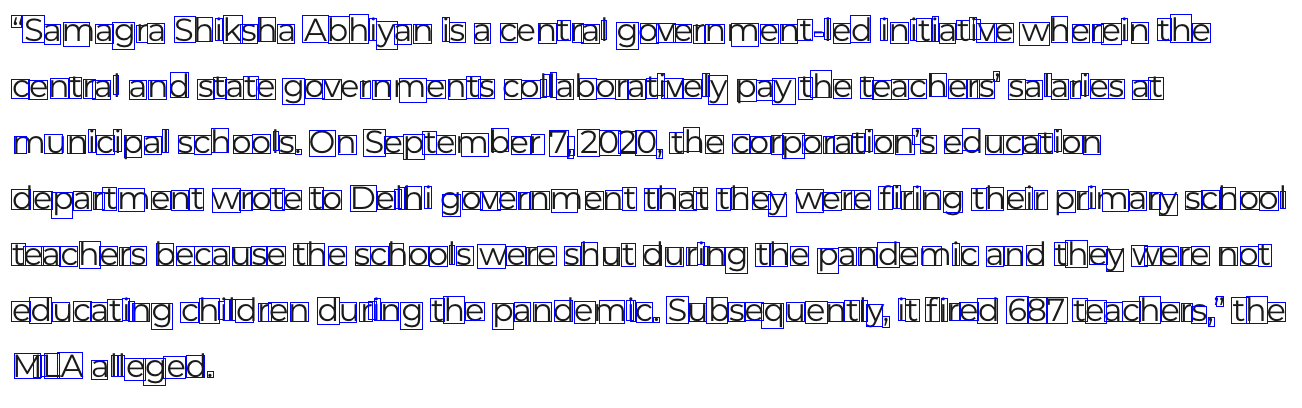 “Samagra Shiksha Abhiyan is a central government-led initiative wherein the
central and state governments collaboratively pay the teachers’ salaries at
municipal schools. On September 7, 2020, the corporation’s education
department wrote to Delhi government that they were firing their primary school
teachers because the schools were shut during the pandemic and they were not
educating children during the pandemic. Subsequently, it fired 687 teachers,” the
MLA alleged.